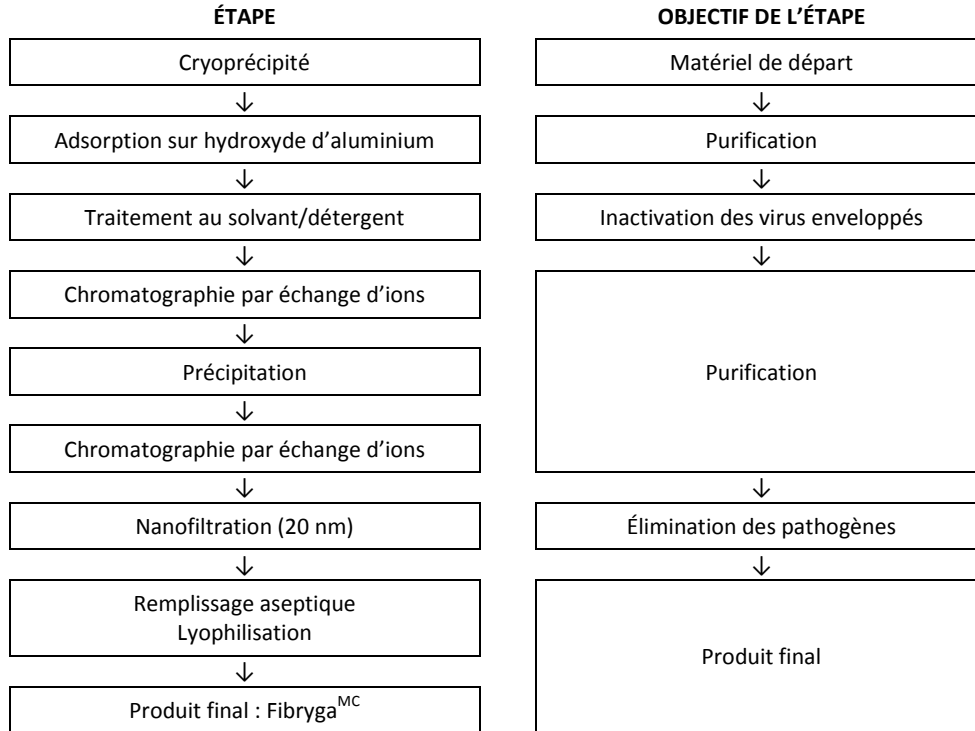 ÉTAPE
OBJECTIF DE L'ÉTAPE
Cryoprécipité
Matériel de départ
↓
↓
Adsorption sur hydroxyde d'aluminium
Purification
↓
↓
Traitement au solvant/détergent
Inactivation des virus enveloppés
↓
↓
Chromatographie par échange d'ions
↓
Précipitation
Purification
↓
Chromatographie par échange d'ions
↓
↓
Nanofiltration (20 nm)
Élimination des pathogènes
↓
↓
Remplissage aseptique
Lyophilisation
Produit final
↓
Produit final : Fibryga^MC